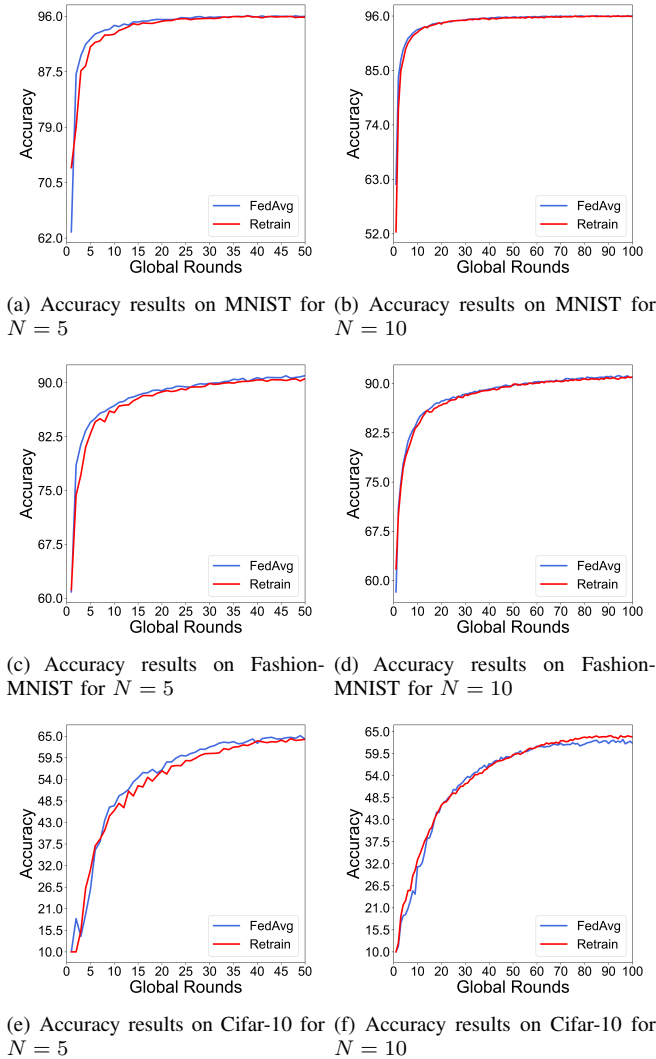 96.0
87.5
79.0
70.5
62.0
Accuracy
FedAvg
Retrain
0 5 10 15 20 25 30 35 40 45 50
Global Rounds
96.0
85.0
74.0
63.0
52.0
Accuracy
FedAvg
Retrain
0 10 20 30 40 50 60 70 80 90 100
Global Rounds
(a) Accuracy results on MNIST for
N = 5
(b) Accuracy results on MNIST for
N = 10
90.0
82.5
75.0
67.5
60.0
Accuracy
FedAvg
Retrain
0 5 10 15 20 25 30 35 40 45 50
Global Rounds
90.0
82.5
75.0
67.5
60.0
Accuracy
FedAvg
Retrain
0 10 20 30 40 50 60 70 80 90 100
Global Rounds
(c) Accuracy results on Fashion-
MNIST for N = 5
(d) Accuracy results on Fashion-
MNIST for N = 10
65.0
59.5
54.0
48.5
43.0
37.5
32.0
26.5
21.0
15.5
10.0
Accuracy
FedAvg
Retrain
0 5 10 15 20 25 30 35 40 45 50
Global Rounds
65.0
59.5
54.0
48.5
43.0
37.5
32.0
26.5
21.0
15.5
10.0
Accuracy
FedAvg
Retrain
0 10 20 30 40 50 60 70 80 90 100
Global Rounds
(e) Accuracy results on Cifar-10 for
N = 5
(f) Accuracy results on Cifar-10 for
N = 10